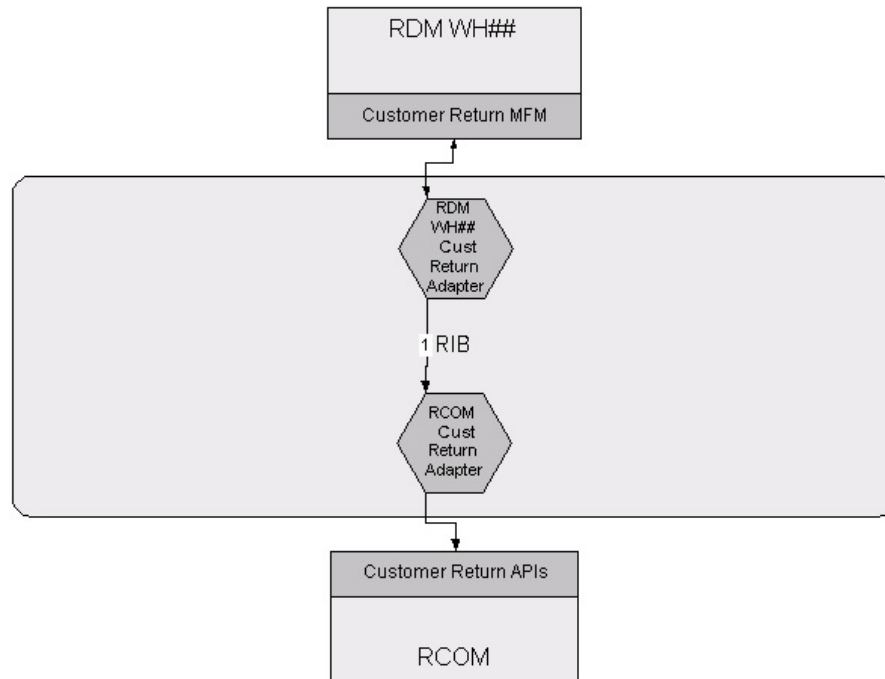 RDM WH##
Customer Return MFM
RDM
WH##
Cust
Return
Adapter
1 RIB
RCOM
Cust
Return
Adapter
Customer Return APIs
RCOM